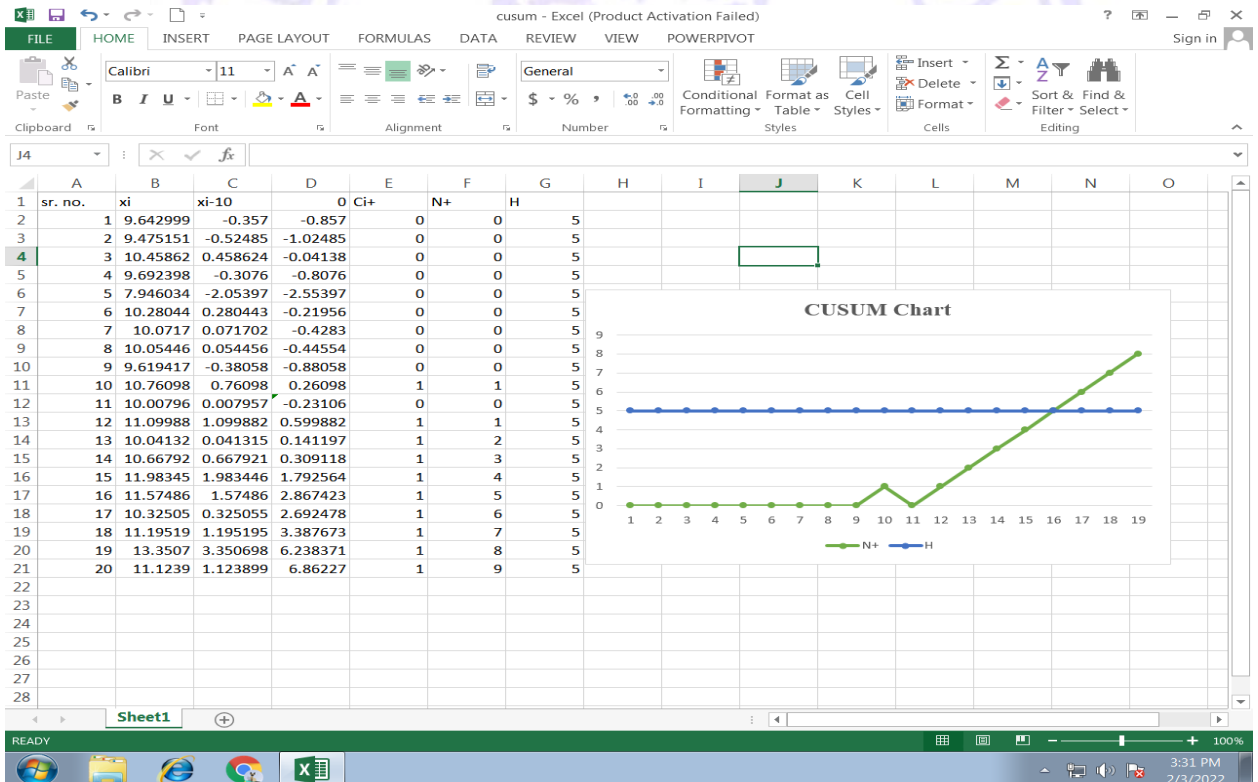 cusum - Excel (Product Activation Failed)
FILE HOME INSERT PAGE LAYOUT FORMULAS DATA REVIEW VIEW POWERPIVOT Sign in
Paste
Calibri 11
B I U
General
$ % ,
Conditional Formatting
Format as Table
Cell Styles
Insert
Delete
Format
Sort & Filter
Find & Select
Clipboard Font Alignment Number Styles Cells Editing
J4 fx
A B C D E F G H I J K L M N O
1 sr. no. xi xi-10 0 Ci+ N+ H
2 1 9.642999 -0.357 -0.857 0 0 5
3 2 9.475151 -0.52485 -1.02485 0 0 5
4 3 10.45862 0.458624 -0.04138 0 0 5
5 4 9.692398 -0.3076 -0.8076 0 0 5
6 5 7.946034 -2.05397 -2.55397 0 0 5
7 6 10.28044 0.280443 -0.21956 0 0 5
8 7 10.0717 0.071702 -0.4283 0 0 5
9 8 10.05446 0.054456 -0.44554 0 0 5
10 9 9.619417 -0.38058 -0.88058 0 0 5
11 10 10.76098 0.76098 0.26098 1 1 5
12 11 10.00796 0.007957 -0.23106 0 0 5
13 12 11.09988 1.099882 0.599882 1 1 5
14 13 10.04132 0.041315 0.141197 1 2 5
15 14 10.66792 0.667921 0.309118 1 3 5
16 15 11.98345 1.983446 1.792564 1 4 5
17 16 11.57486 1.57486 2.867423 1 5 5
18 17 10.32505 0.325055 2.692478 1 6 5
19 18 11.19519 1.195195 3.387673 1 7 5
20 19 13.3507 3.350698 6.238371 1 8 5
21 20 11.1239 1.123899 6.86227 1 9 5
22
23
24
25
26
27
28
CUSUM Chart
9
8
7
6
5
4
3
2
1
0
1 2 3 4 5 6 7 8 9 10 11 12 13 14 15 16 17 18 19
N+ H
Sheet1
READY 100%
3:31 PM
2/3/2022